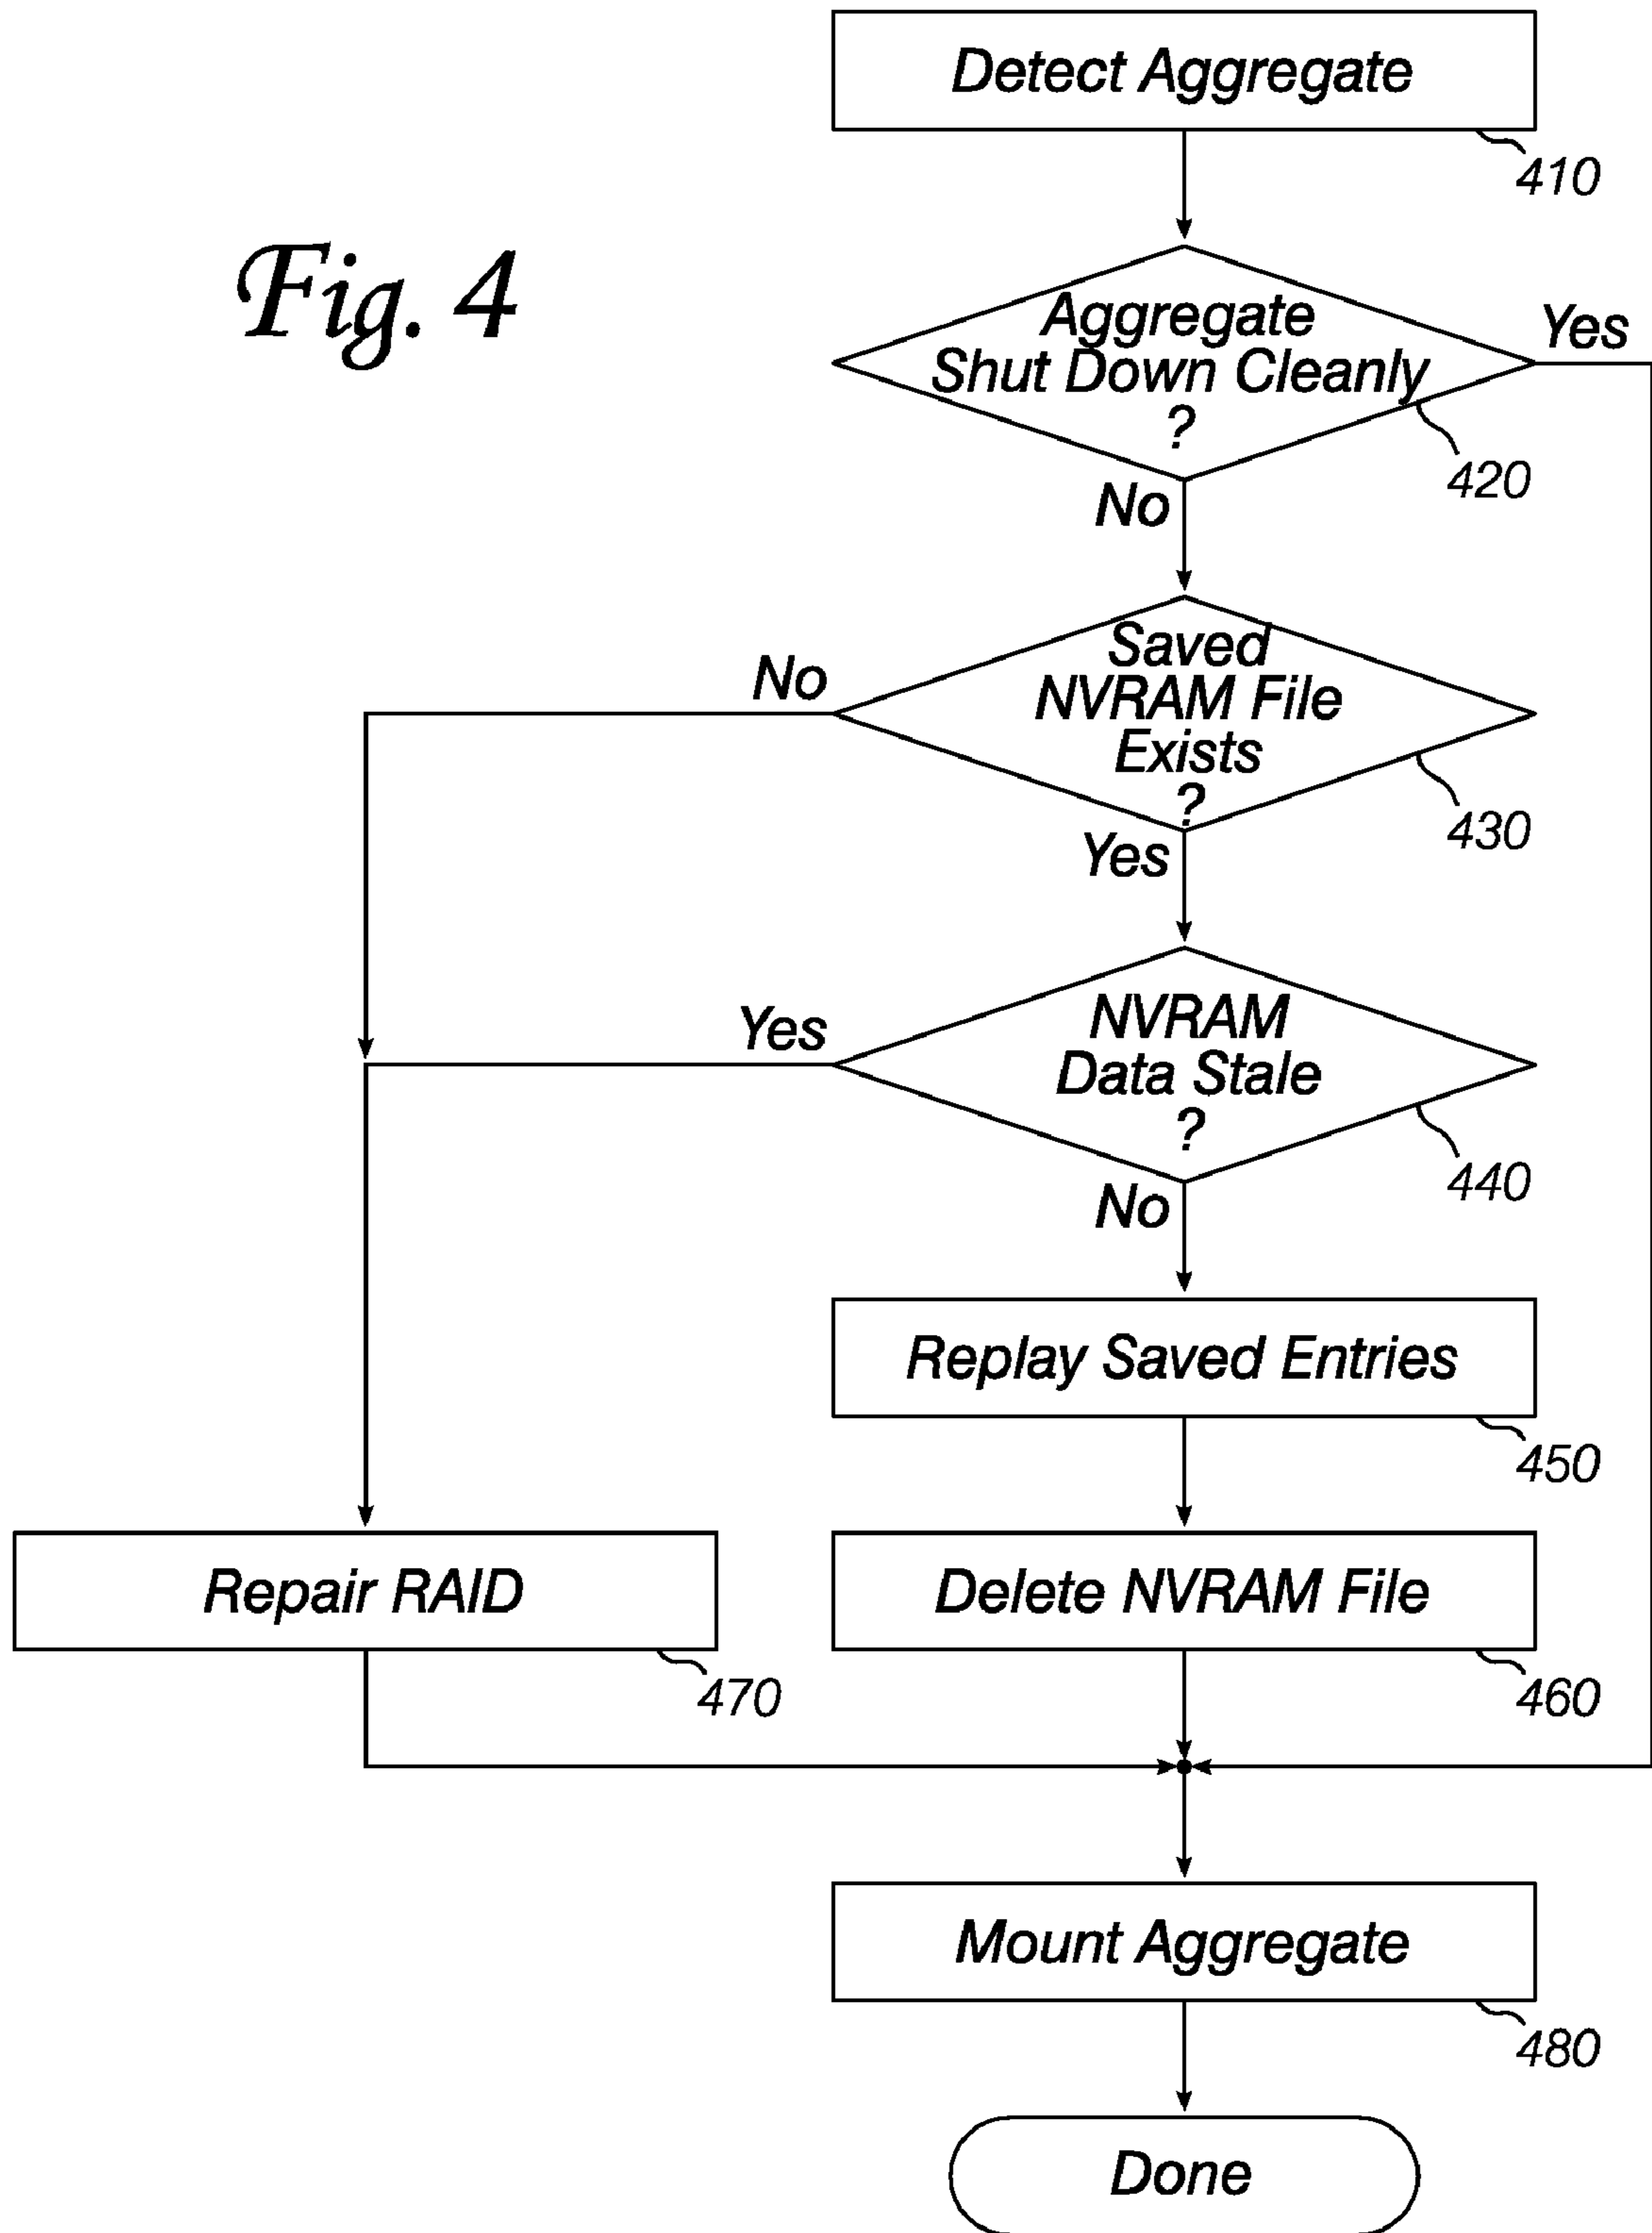 Detect Aggregate
410
Fig. 4
Aggregate
Shut Down Cleanly
?
Yes
420
No
Saved
NVRAM File
Exists
?
No
430
Yes
NVRAM
Data Stale
?
Yes
440
No
Replay Saved Entries
450
Repair RAID
470
Delete NVRAM File
460
Mount Aggregate
480
Done